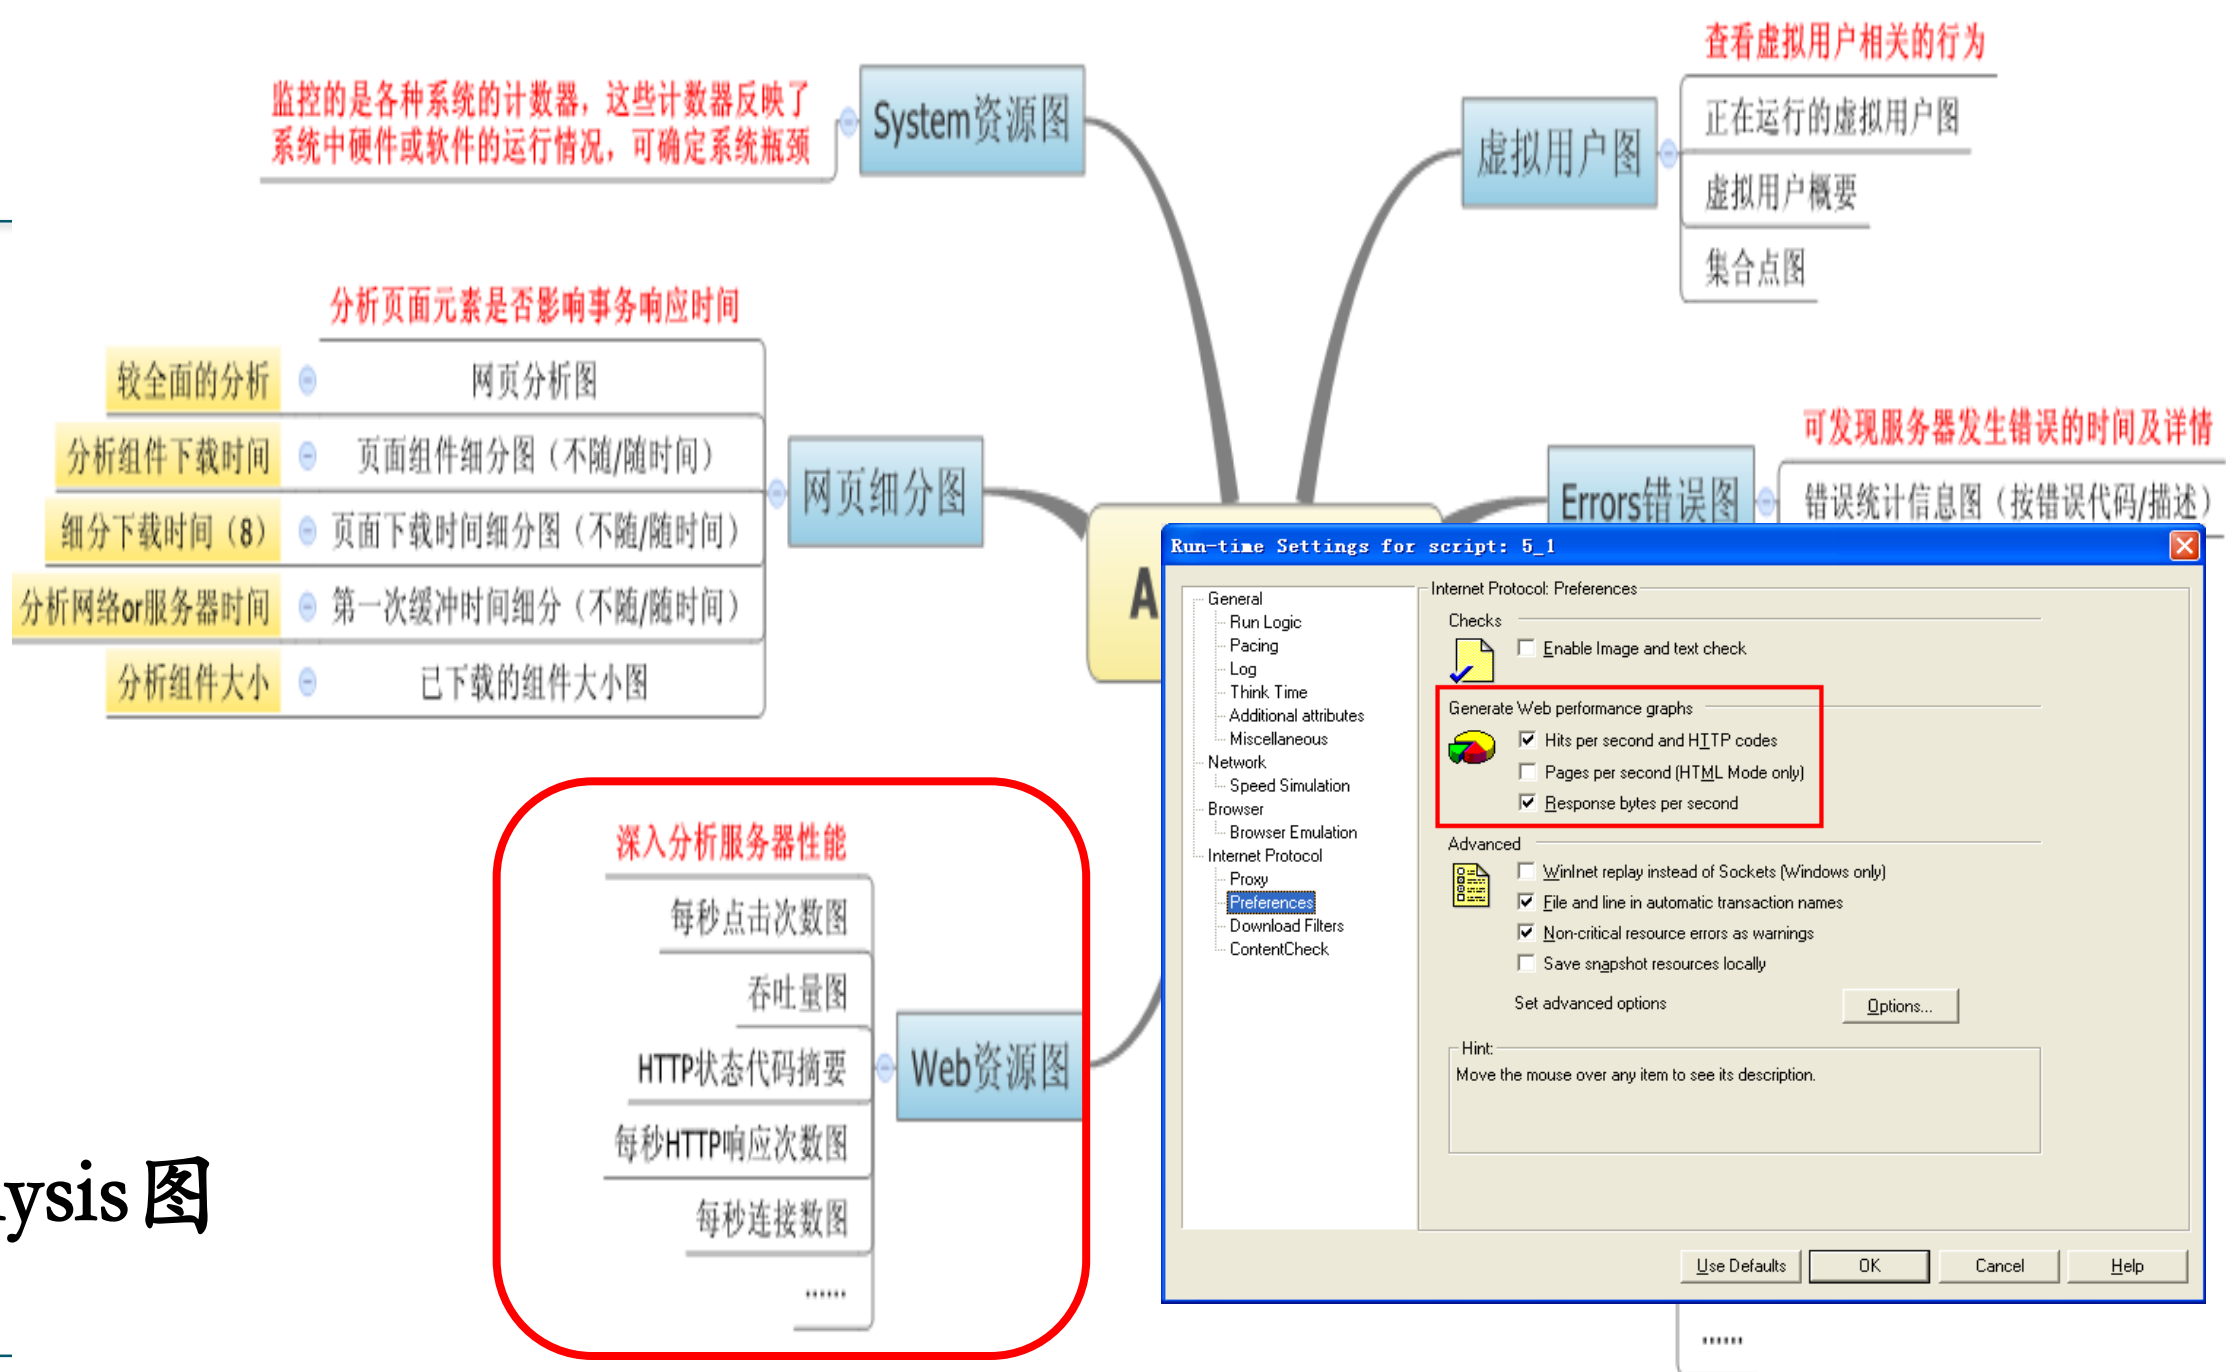 监控的是各种系统的计数器，这些计数器反映了
系统中硬件或软件的运行情况，可确定系统瓶颈
System资源图
查看虚拟用户相关的行为
正在运行的虚拟用户图
虚拟用户概要
集合点图
虚拟用户图
分析页面元素是否影响事务响应时间
较全面的分析
网页分析图
分析组件下载时间
页面组件细分图（不随/随时间）
细分下载时间（8）
页面下载时间细分图（不随/随时间）
分析网络or服务器时间
第一次缓冲时间细分（不随/随时间）
分析组件大小
已下载的组件大小图
网页细分图
可发现服务器发生错误的时间及详情
Errors错误图
错误统计信息图（按错误代码/描述）
A
深入分析服务器性能
每秒点击次数图
吞吐量图
HTTP状态代码摘要
每秒HTTP响应次数图
每秒连接数图
......
Web资源图
ysis图
Run-time Settings for script: 5_1
General
Run Logic
Pacing
Log
Think Time
Additional attributes
Miscellaneous
Network
Speed Simulation
Browser
Browser Emulation
Internet Protocol
Proxy
Preferences
Download Filters
ContentCheck
Internet Protocol: Preferences
Checks
Enable Image and text check
Generate Web performance graphs
Hits per second and HTTP codes
Pages per second (HTML Mode only)
Response bytes per second
Advanced
WinInet replay instead of Sockets (Windows only)
File and line in automatic transaction names
Non-critical resource errors as warnings
Save snapshot resources locally
Set advanced options
Options...
Hint:
Move the mouse over any item to see its description.
Use Defaults
OK
Cancel
Help
......